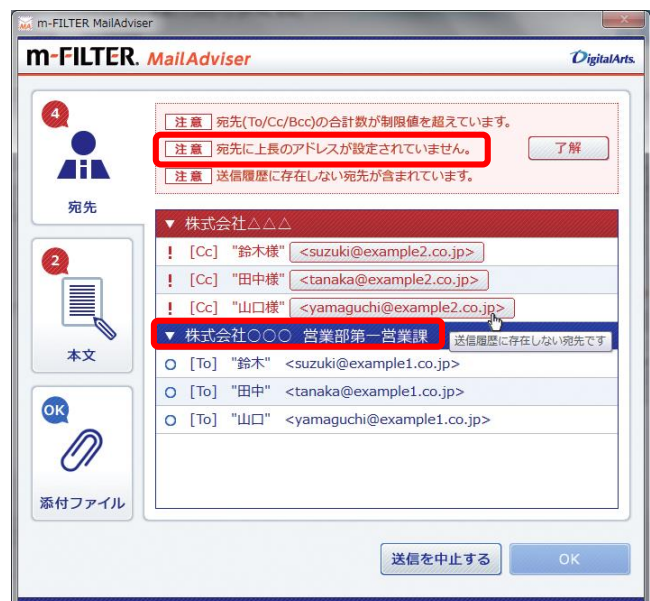 m-FILTER MailAdviser
m-FILTER. MailAdviser
DigitalArts.
4
宛先
注意 宛先(To/Cc/Bcc)の合計数が制限値を超えています。
注意 宛先に上長のアドレスが設定されていません。
注意 送信履歴に存在しない宛先が含まれています。
了解
2
本文
OK
添付ファイル
▼ 株式会社△△△
! [Cc] "鈴木様" <suzuki@example2.co.jp>
! [Cc] "田中様" <tanaka@example2.co.jp>
! [Cc] "山口様" <yamaguchi@example2.co.jp>
▼ 株式会社○○○ 営業部第一営業課
送信履歴に存在しない宛先です
○ [To] "鈴木" <suzuki@example1.co.jp>
○ [To] "田中" <tanaka@example1.co.jp>
○ [To] "山口" <yamaguchi@example1.co.jp>
送信を中止する
OK